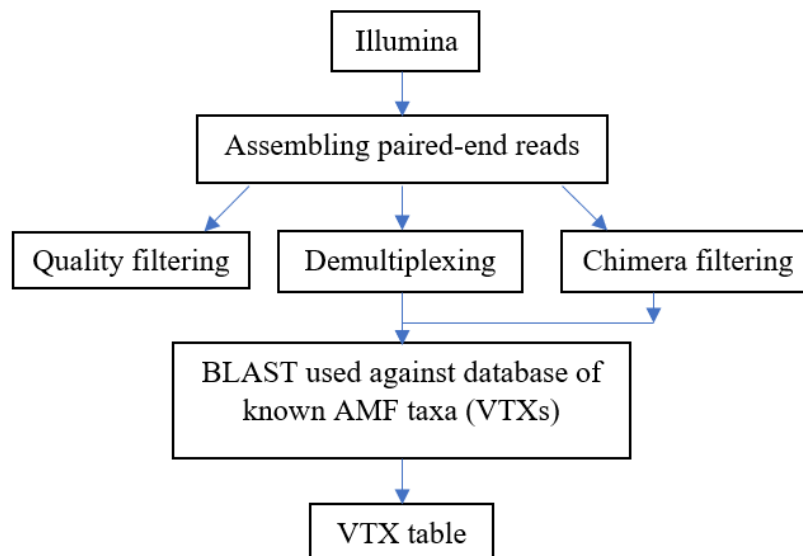 Illumina
Assembling paired-end reads
Quality filtering
Demultiplexing
Chimera filtering
BLAST used against database of
known AMF taxa (VTXs)
VTX table